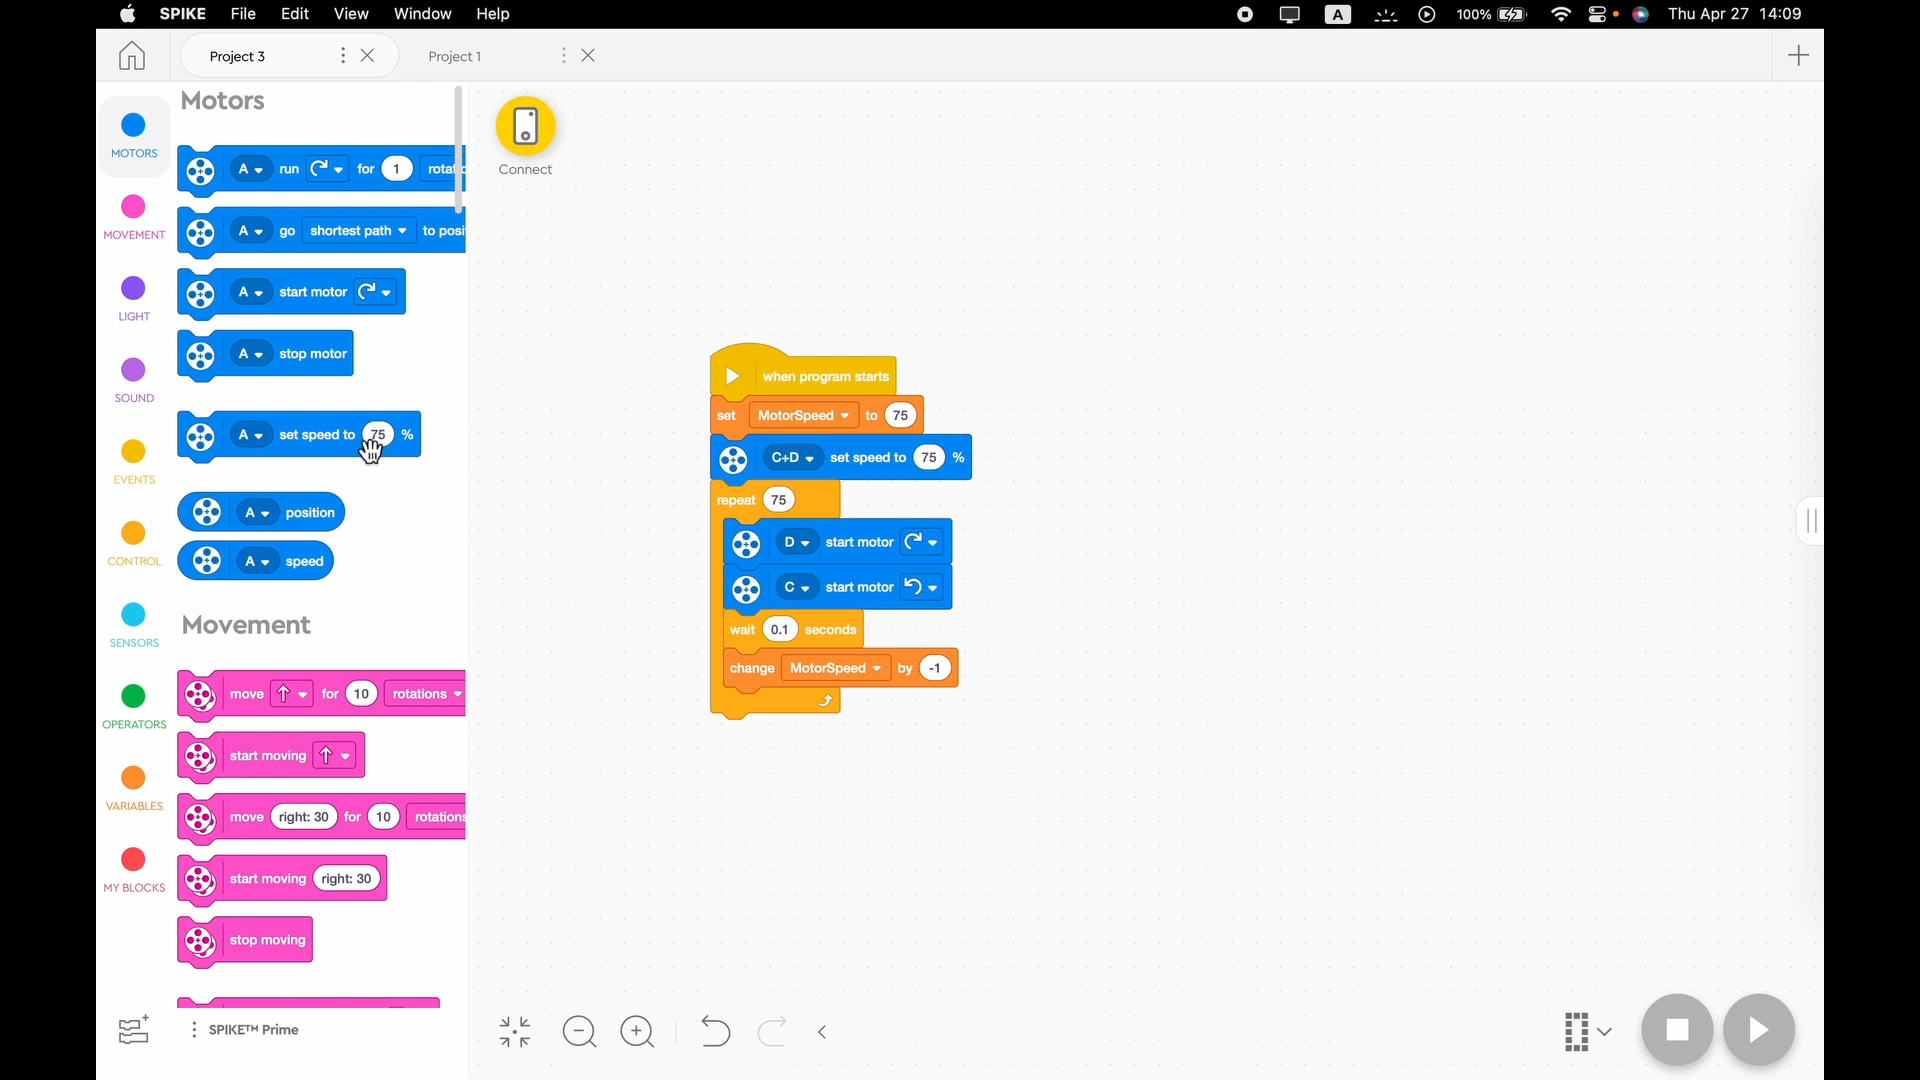 SPIKE File Edit View Window Help A 100% Thu Apr 27 14:09
Project 3 Project 1
Motors
MOTORS
MOVEMENT
LIGHT
SOUND
EVENTS
CONTROL
SENSORS
OPERATORS
VARIABLES
MY BLOCKS
A run for 1
A go shortest path to
A start motor
A stop motor
A set speed to 75 %
A position
A speed
Movement
move for 10 rotations
start moving
move right: 30 for 10 rotations
start moving right: 30
stop moving
SPIKE™ Prime
Connect
when program starts
set MotorSpeed to 75
C+D set speed to 75 %
repeat 75
D start motor
C start motor
wait 0.1 seconds
change MotorSpeed by -1